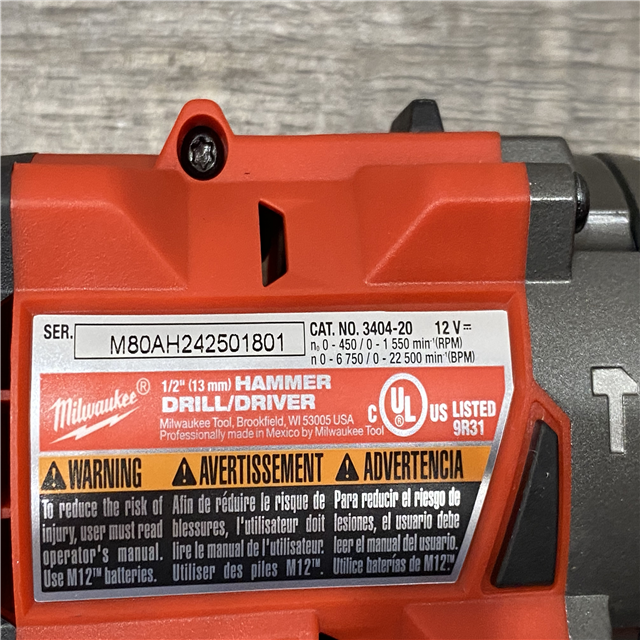 SER. M80AH242501801
CAT. NO. 3404-20 12 V⎓
n₀ 0 - 450 / 0 - 1 550 min⁻¹(RPM)
n 0 - 6 750 / 0 - 22 500 min⁻¹(BPM)
Milwaukee®
1/2" (13 mm) HAMMER
DRILL/DRIVER
Milwaukee Tool, Brookfield, WI 53005 USA
Professionally made in Mexico by Milwaukee Tool
C UL® US LISTED
9R31
WARNING
To reduce the risk of
injury, user must read
operator's manual.
Use M12™ batteries.
AVERTISSEMENT
Afin de réduire le risque de
blessures, l'utilisateur doit
lire le manuel de l'utilisateur.
Utiliser des piles M12™.
ADVERTENCIA
Para reducir el riesgo de
lesiones, el usuario debe
leer el manual del usuario.
Utilice baterías de M12™